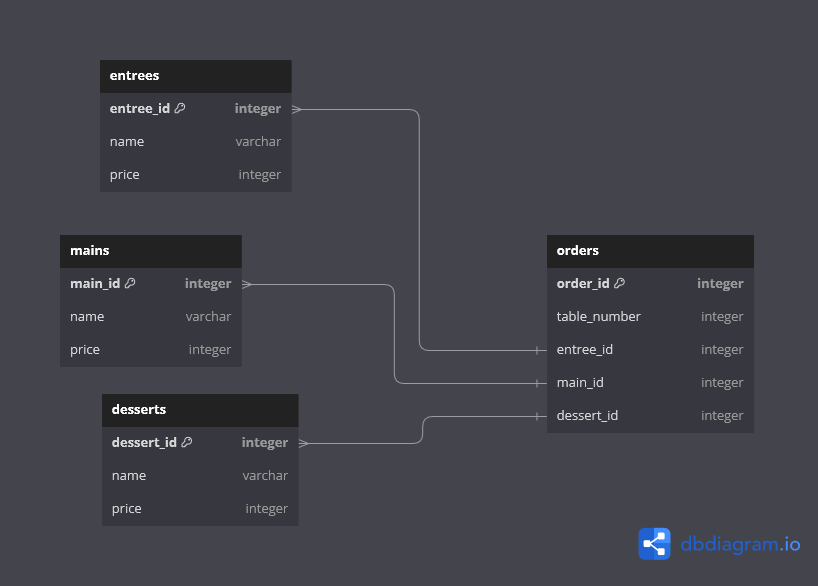 entrees
entree_id integer
name varchar
price integer
mains
main_id integer
name varchar
price integer
desserts
dessert_id integer
name varchar
price integer
orders
order_id integer
table_number integer
entree_id integer
main_id integer
dessert_id integer
dbdiagram.io